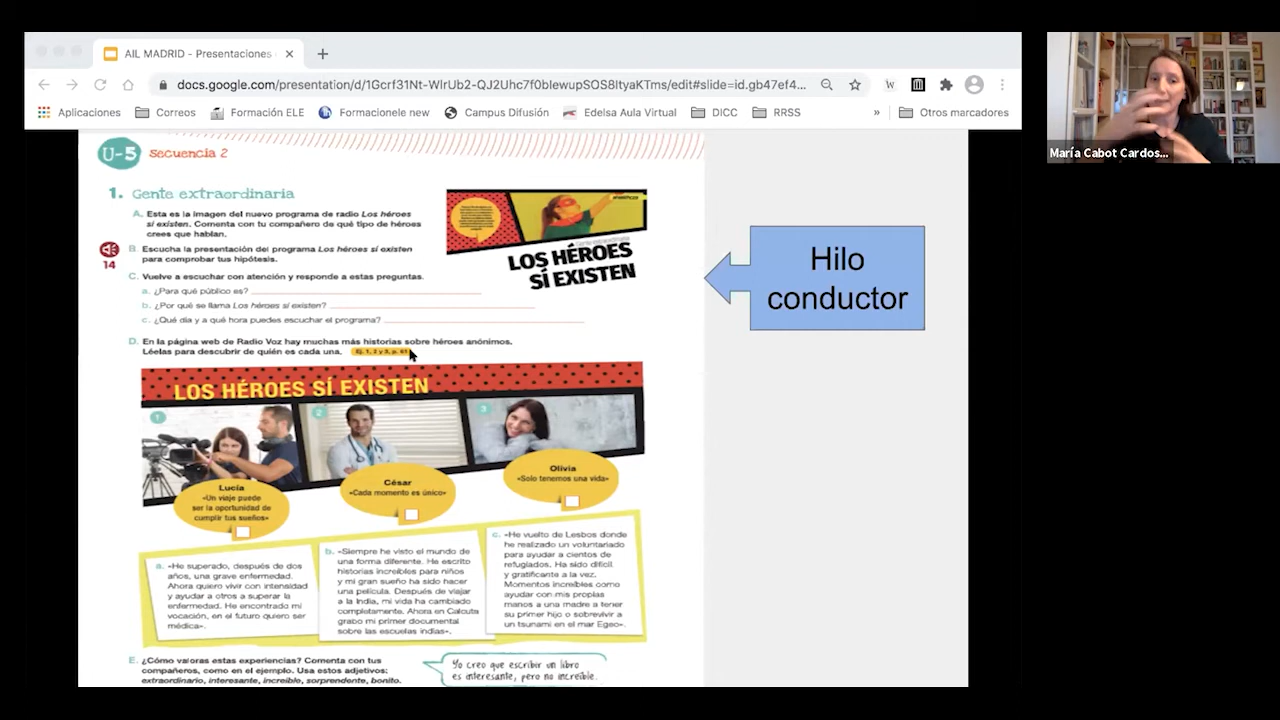 AIL MADRID - Presentaciones
docs.google.com/presentation/d/1Gcrf31Nt-WlrUb2-QJ2Unc7f0blewupSOS8ltyaKTms/edit#slide=id.gb47ef4...
Aplicaciones
Correos
Formación ELE
Formacionele new
Campus Difusión
Edelsa Aula Virtual
DICC
RRSS
»
Otros marcadores
María Cabot Cardos...
U-5 Secuencia 2
1. Gente extraordinaria
A. Esta es la imagen del nuevo programa de radio Los héroes
sí existen. Comenta con tu compañero de qué tipo de héroes
crees que hablan.
B. Escucha la presentación del programa Los héroes sí existen
para comprobar tu hipótesis.
14
C. Vuelve a escuchar con atención y responde a estas preguntas.
a. ¿Para qué público es?
b. ¿Por qué se llama Los héroes sí existen?
c. ¿Qué día y a qué hora puedes escuchar el programa?
LOS HÉROES
SÍ EXISTEN
Hilo
conductor
D. En la página web de Radio Voz hay muchas más historias sobre héroes anónimos.
Léelas para descubrir de quién es cada una. Ej. 1, 2 y 3, p. 61
LOS HÉROES SÍ EXISTEN
1
2
3
Lucía
«Un viaje puede
ser la oportunidad de
cumplir tus sueños»
César
«Cada momento es único»
Olivia
«Solo tenemos una vida»
a. «He superado, después de dos
años, una grave enfermedad.
Ahora quiero vivir con intensidad
y ayudar a otros a superar la
enfermedad. He encontrado mi
vocación, en el futuro quiero ser
médica».
b. «Siempre he visto el mundo de
una forma diferente. He escrito
historias increíbles para niños
y mi gran sueño ha sido hacer
una película. Después de viajar
a la India, mi vida ha cambiado
completamente. Ahora en Calcuta
grabo mi primer documental
sobre las escuelas indias».
c. «He vuelto de Lesbos donde
he realizado un voluntariado
para ayudar a cientos de
refugiados. Ha sido difícil
y gratificante a la vez.
Momentos increíbles como
ayudar con mis propias
manos a una madre a tener
su primer hijo o sobrevivir a
un tsunami en el mar Egeo».
E. ¿Cómo valoras estas experiencias? Comenta con tus
compañeros, como en el ejemplo. Usa estos adjetivos:
extraordinario, interesante, increíble, sorprendente, bonito.
Yo creo que escribir un libro
es interesante, pero no increíble.